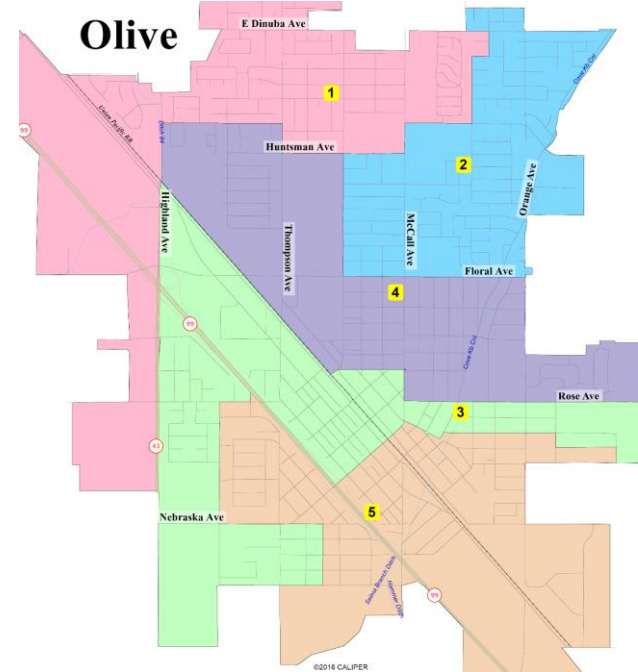 Olive
E Dinuba Ave
1
Union Pacific RR
99
Huntsman Ave
2
Orange Ave
Highland Ave
Thompson Ave
McCall Ave
Floral Ave
4
99
Rose Ave
3
43
5
Nebraska Ave
99
©2016 CALIPER